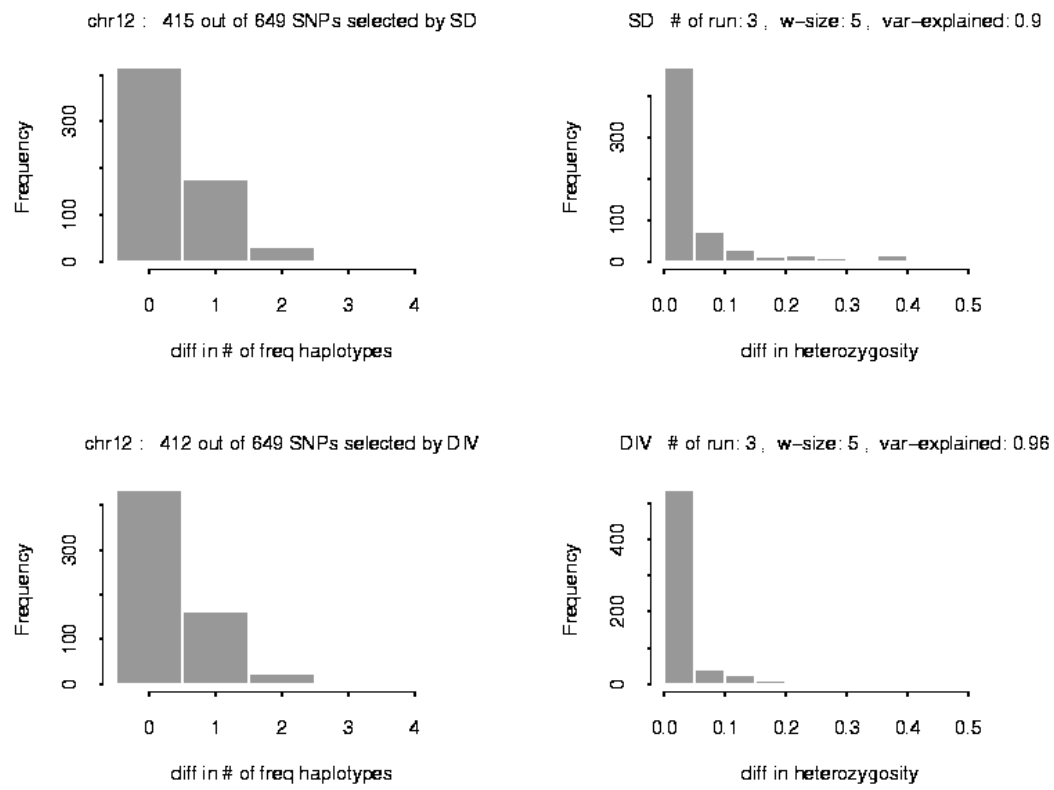 chr12 : 415 out of 649 SNPs selected by SD
Frequency
300
100
0
0 1 2 3 4
diff in # of freq haplotypes
SD # of run: 3 , w-size: 5 , var-explained: 0.9
Frequency
300
100
0
0.0 0.1 0.2 0.3 0.4 0.5
diff in heterozygosity
chr12 : 412 out of 649 SNPs selected by DIV
Frequency
300
100
0
0 1 2 3 4
diff in # of freq haplotypes
DIV # of run: 3 , w-size: 5 , var-explained: 0.96
Frequency
400
200
0
0.0 0.1 0.2 0.3 0.4 0.5
diff in heterozygosity